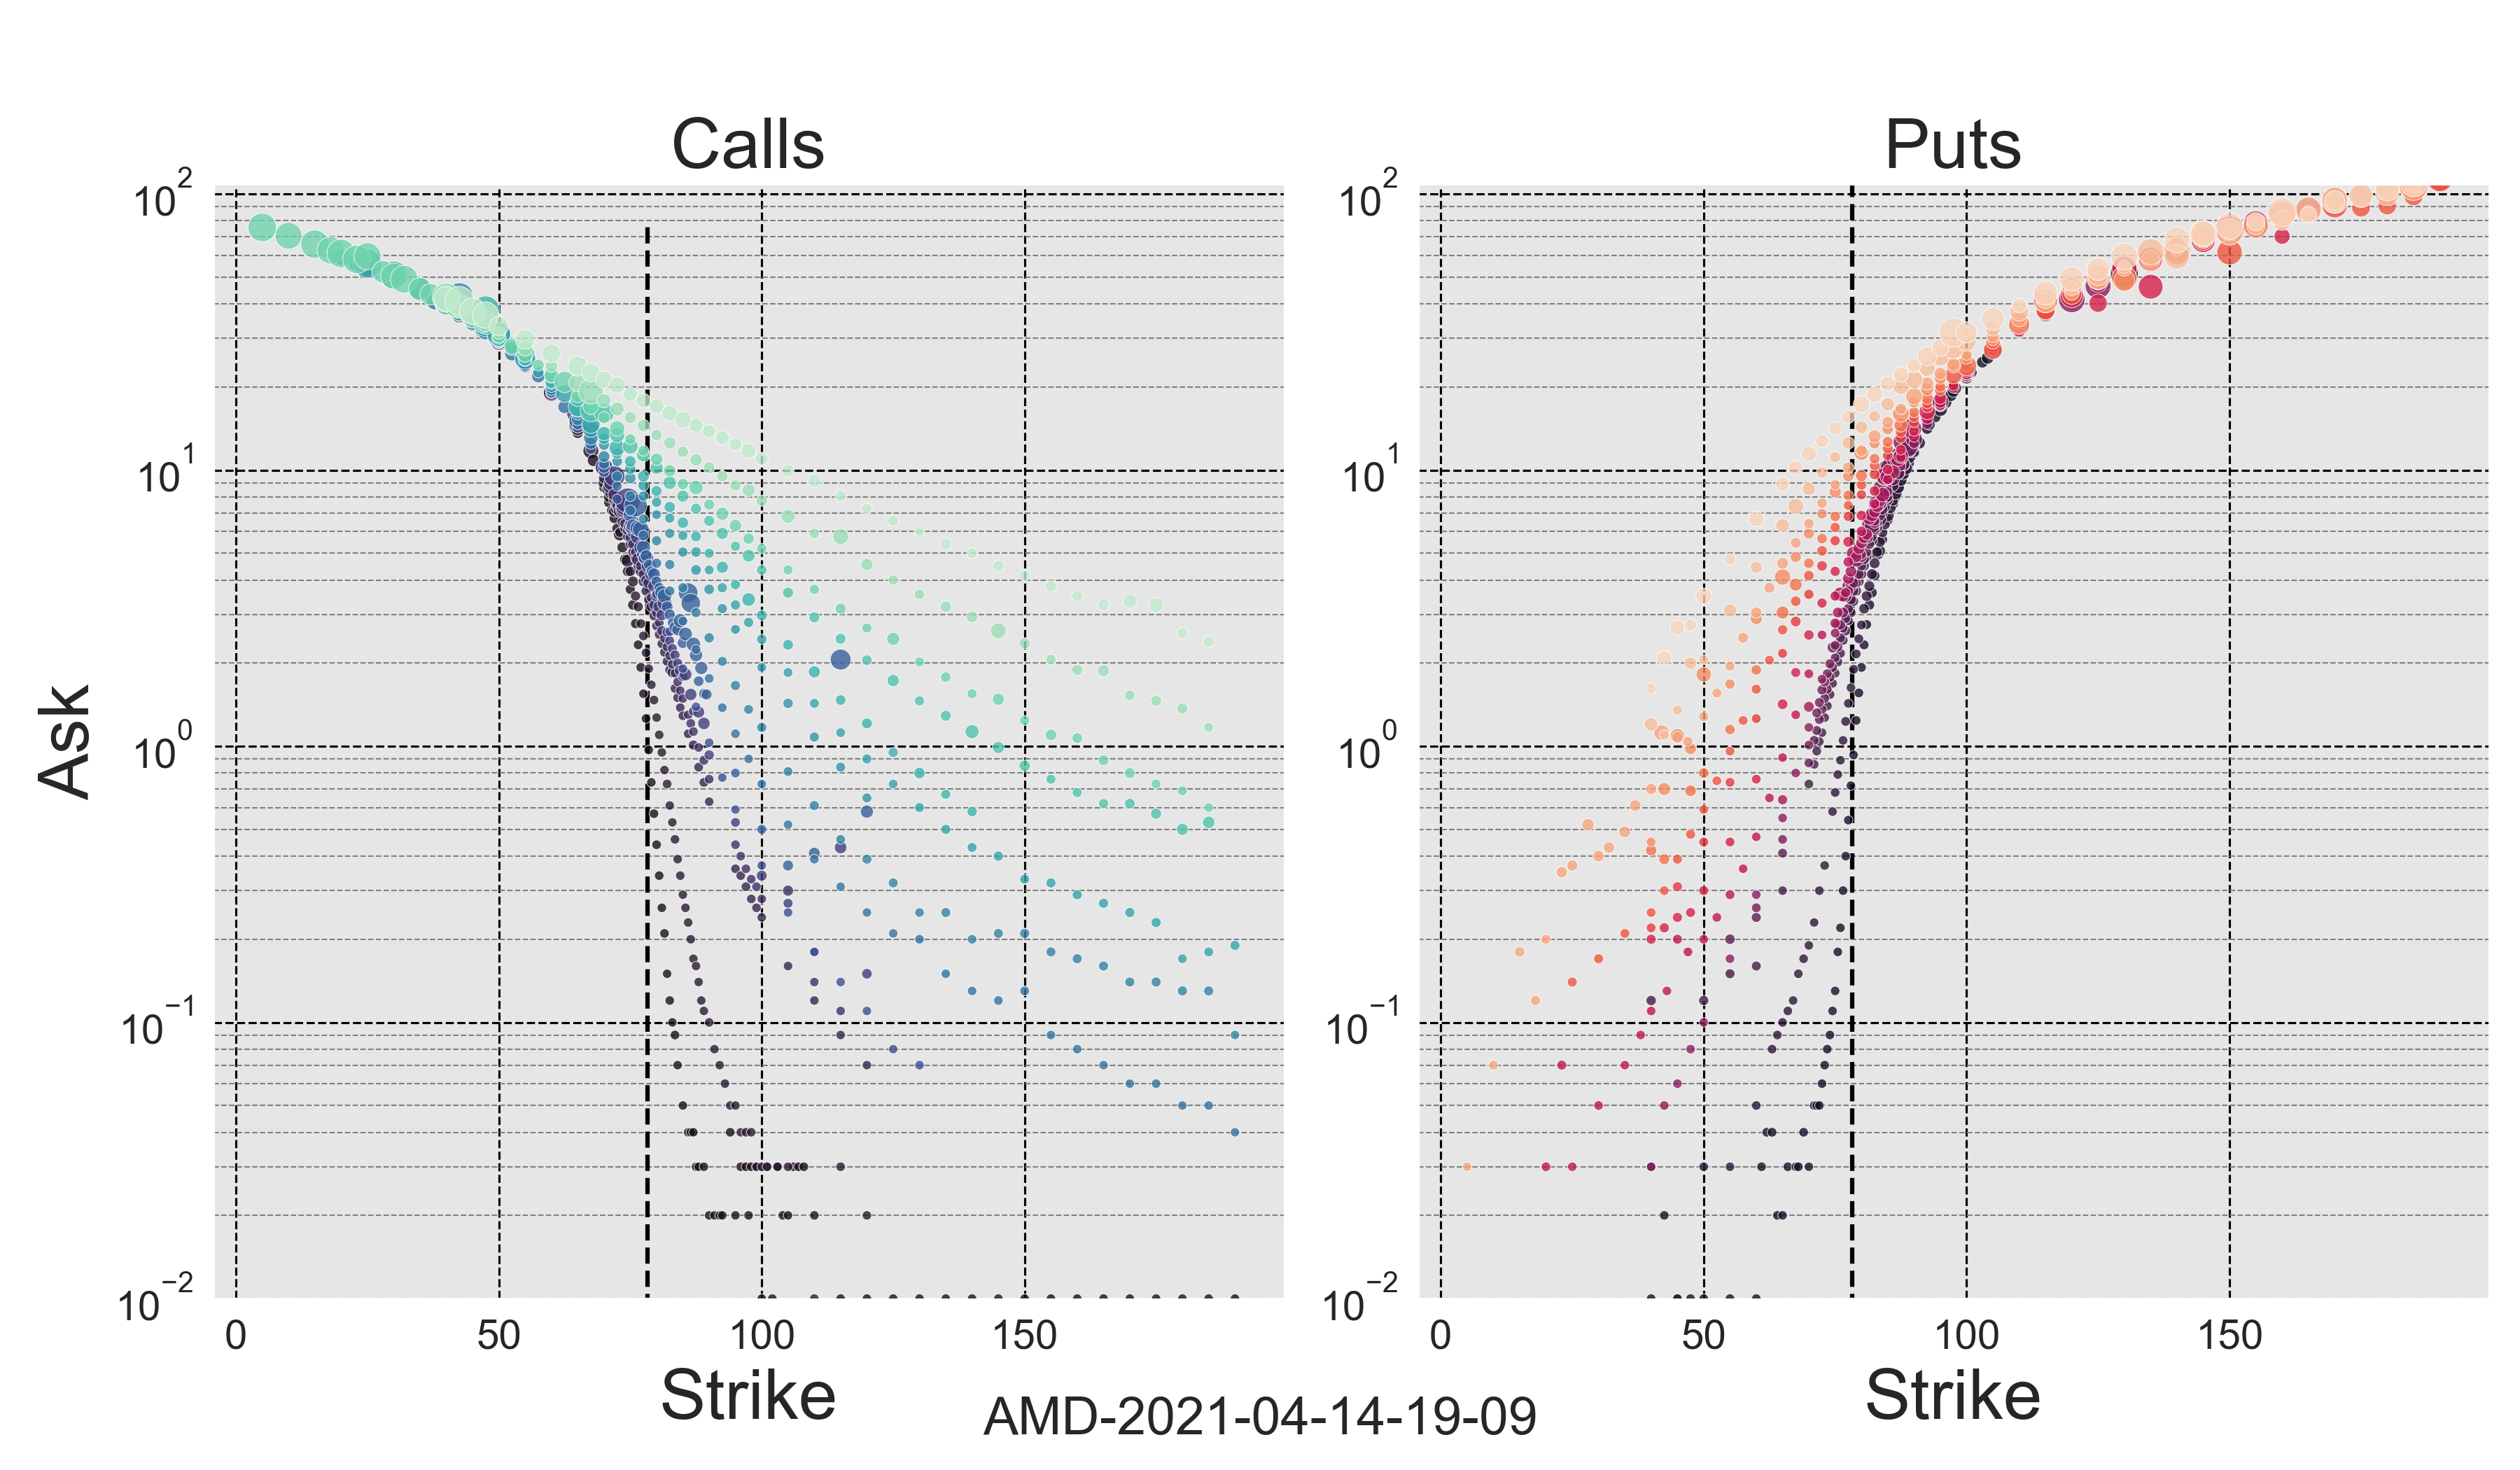 Calls Puts
10^2 10^2
10^1 10^1
10^0 10^0
10^−1 10^−1
10^−2 10^−2
Ask
0 50 100 150 0 50 100 150
Strike Strike
AMD-2021-04-14-19-09